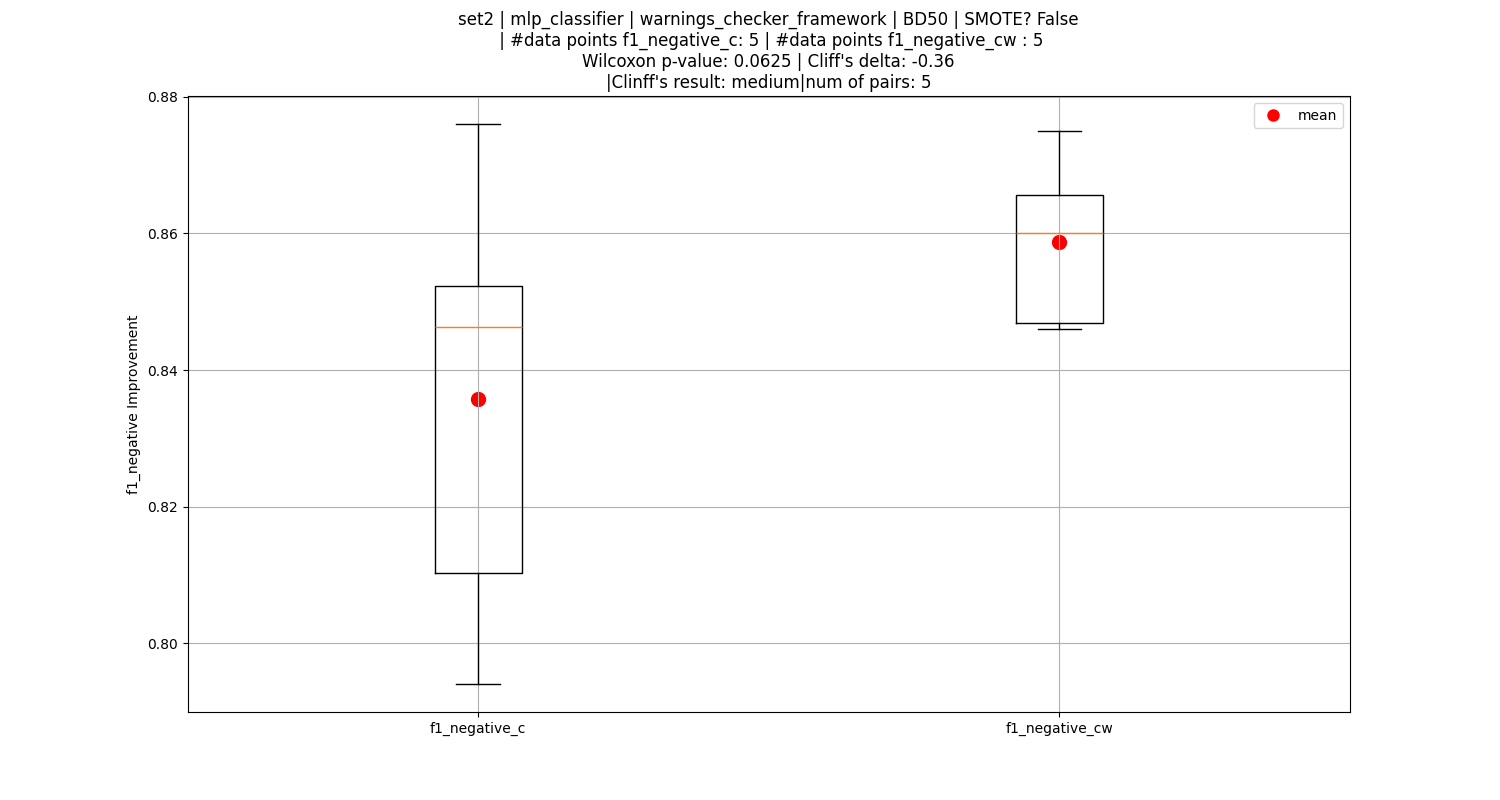 set2 | mlp_classifier | warnings_checker_framework | BD50 | SMOTE? False
| #data points f1_negative_c: 5 | #data points f1_negative_cw : 5
Wilcoxon p-value: 0.0625 | Cliff's delta: -0.36
|Clinff's result: medium|num of pairs: 5
mean
f1_negative Improvement
0.88
0.86
0.84
0.82
0.80
f1_negative_c
f1_negative_cw